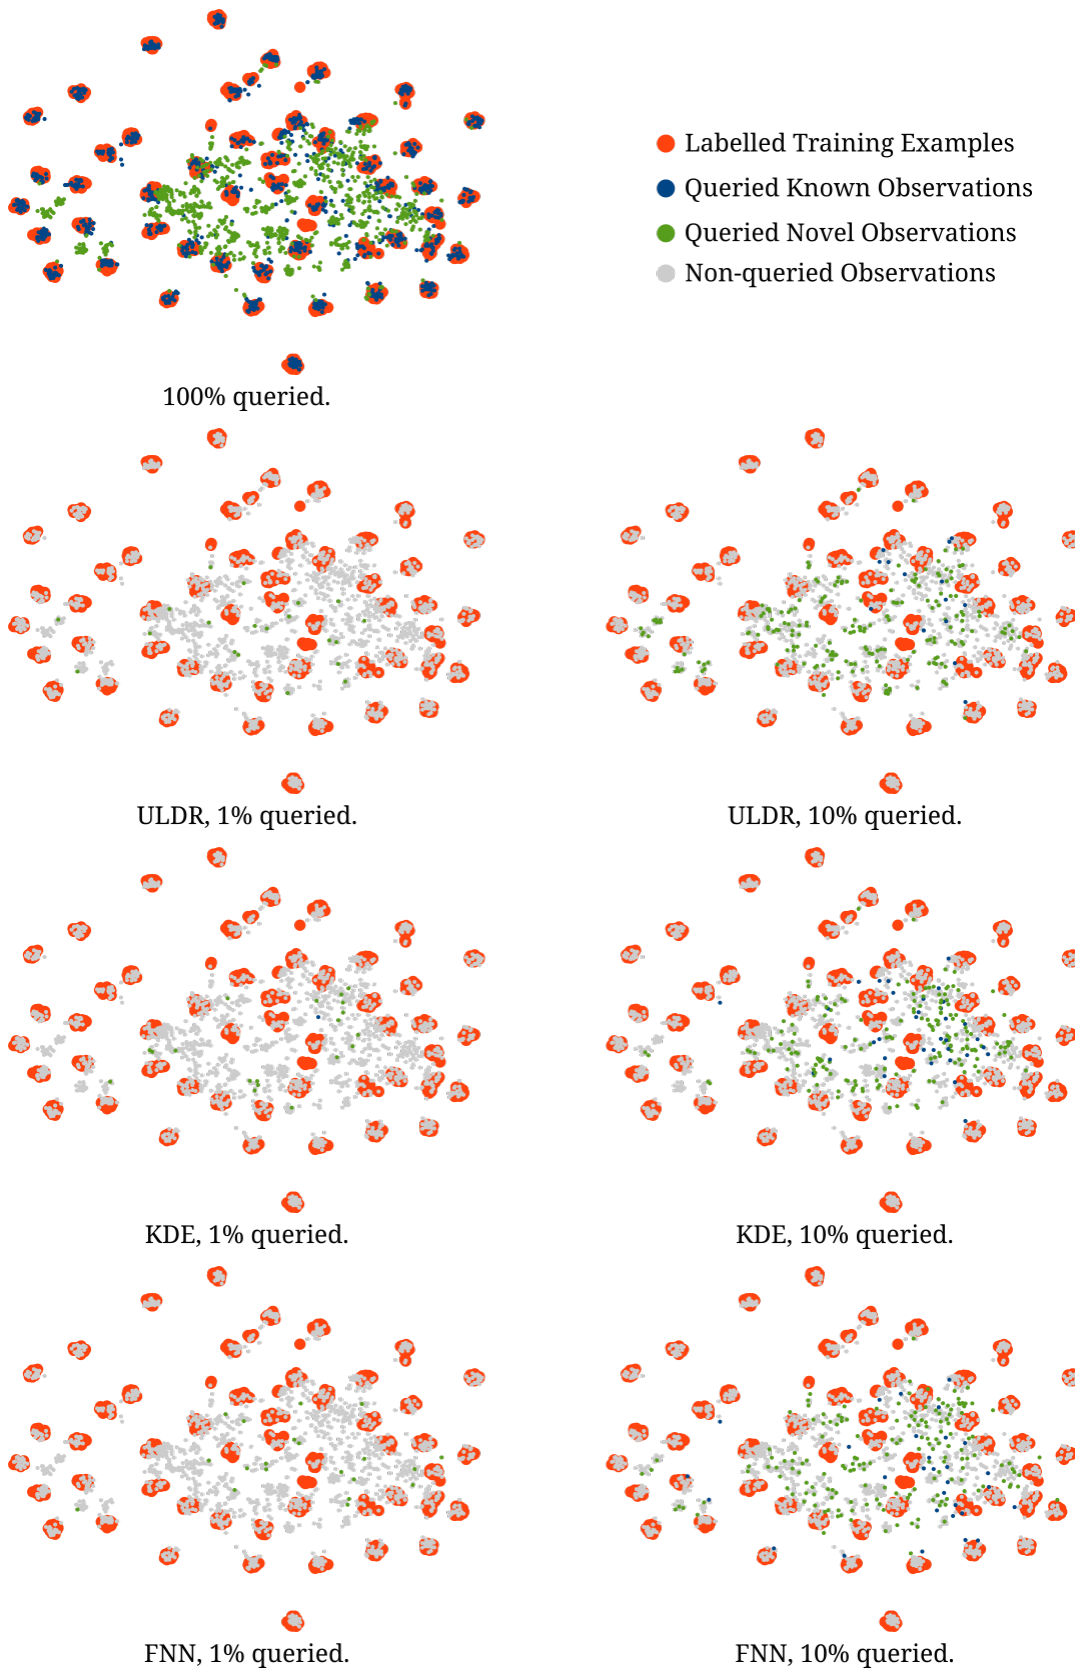 Labelled Training Examples
Queried Known Observations
Queried Novel Observations
Non-queried Observations
100% queried.
ULDR, 1% queried.
ULDR, 10% queried.
KDE, 1% queried.
KDE, 10% queried.
FNN, 1% queried.
FNN, 10% queried.